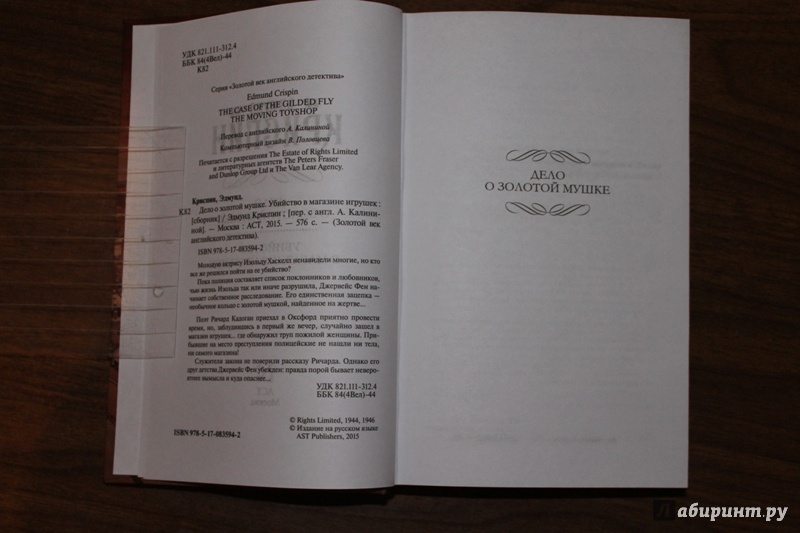 УДК 821.111-312.4
ББК 84(4Вел)-44
К82
Серия «Золотой век английского детектива»
Edmund Crispin
THE CASE OF THE GILDED FLY
THE MOVING TOYSHOP
Перевод с английского А. Калининой
Компьютерный дизайн В. Половцева
Печатается с разрешения The Estate of Rights Limited
и литературных агентств The Peters Fraser
and Dunlop Group Ltd и The Van Lear Agency.
Криспин, Эдмунд.
К82 Дело о золотой мушке. Убийство в магазине игрушек :
[сборник] / Эдмунд Криспин ; [пер. с англ. А. Калини-
ной]. — Москва : АСТ, 2015. — 576 с. — (Золотой век
английского детектива).
ISBN 978-5-17-083594-2
Молодую актрису Изольду Хаскелл ненавидели многие, но кто
все же решился пойти на ее убийство?
Пока полиция составляет список поклонников и любовников,
чью жизнь Изольда так или иначе разрушила, Джервейс Фен на-
чинает собственное расследование. Его единственная зацепка —
необычное кольцо с золотой мушкой, найденное на жертве...
Поэт Ричард Кадоган приехал в Оксфорд приятно провести
время, но, заблудившись в первый же вечер, случайно зашел в
магазин игрушек... где обнаружил труп пожилой женщины. При-
бывшие на место преступления полицейские не нашли ни тела,
ни самого магазина!
Служители закона не поверили рассказу Ричарда. Однако его
друг детства Джервейс Фен убежден: правда порой бывает неверо-
ятнее вымысла и куда опаснее...
УДК 821.111-312.4
ББК 84(4Вел)-44
© Rights Limited, 1944, 1946
© Издание на русском языке
AST Publishers, 2015
ISBN 978-5-17-083594-2
ДЕЛО
О ЗОЛОТОЙ МУШКЕ
Лабиринт.ру